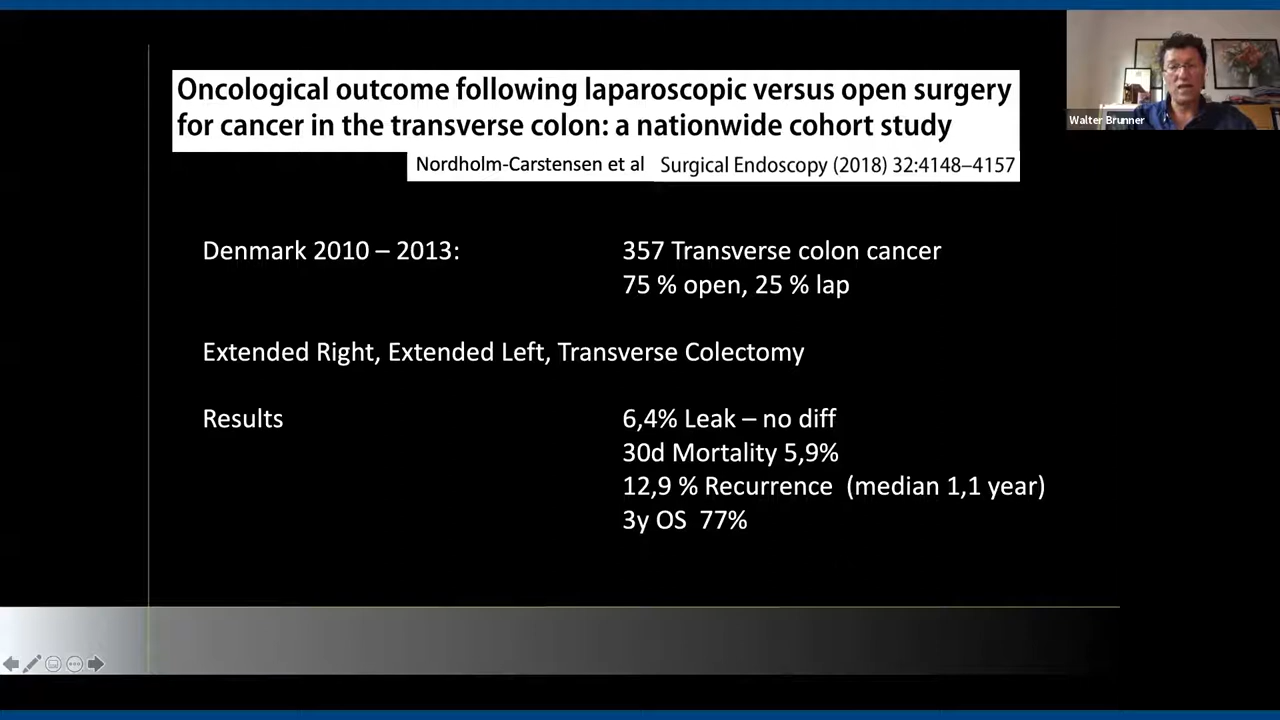 Oncological outcome following laparoscopic versus open surgery
for cancer in the transverse colon: a nationwide cohort study
Nordholm-Carstensen et al Surgical Endoscopy (2018) 32:4148–4157
Walter Brunner
Denmark 2010 – 2013: 357 Transverse colon cancer
75 % open, 25 % lap
Extended Right, Extended Left, Transverse Colectomy
Results 6,4% Leak – no diff
30d Mortality 5,9%
12,9 % Recurrence (median 1,1 year)
3y OS 77%